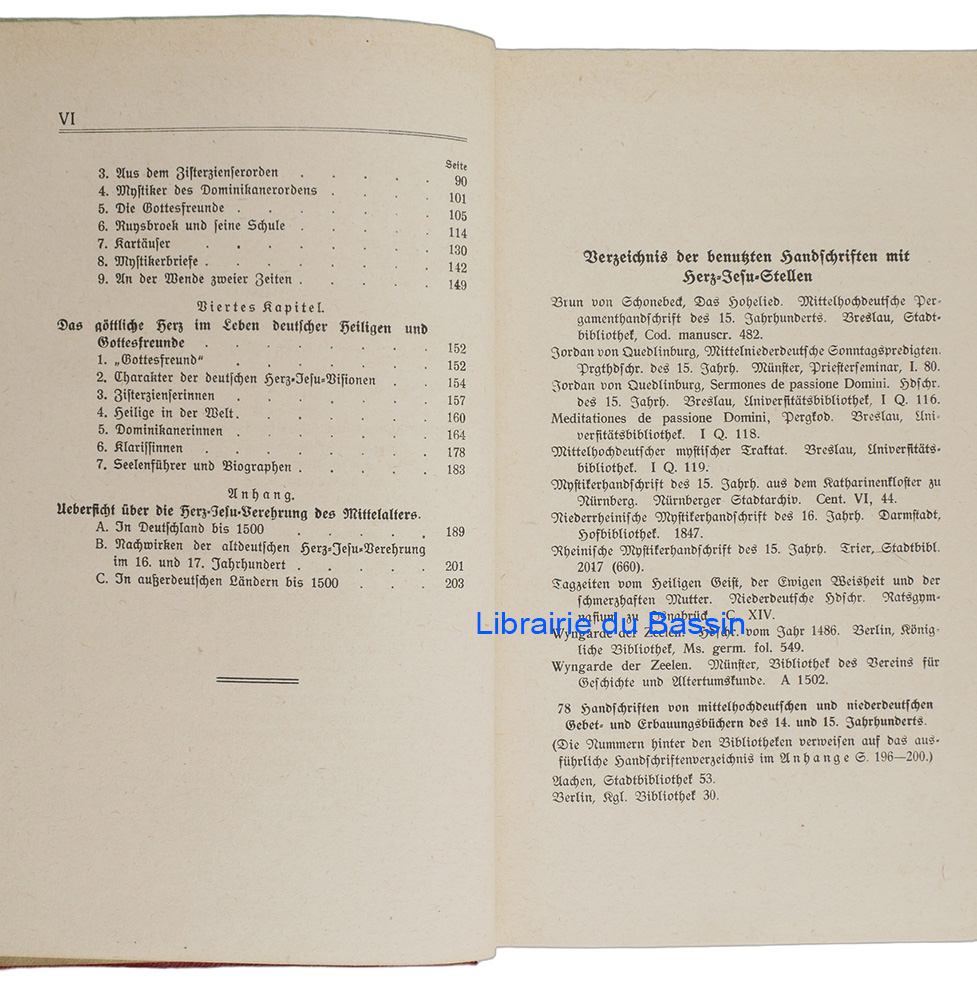 VI
Seite
3. Aus dem Zisterzienserorden . . . . . 90
4. Mystiker des Dominikanerordens . . . . 101
5. Die Gottesfreunde . . . . . . 105
6. Ruysbroek und seine Schule . . . . . 114
7. Kartäuser . . . . . . . 130
8. Mystikerbriefe . . . . . . . 142
9. An der Wende zweier Zeiten . . . . . 149
Viertes Kapitel.
Das göttliche Herz im Leben deutscher Heiligen und
Gottesfreunde . . . . . . . 152
1. „Gottesfreund“ . . . . . . 152
2. Charakter der deutschen Herz-Jesu-Visionen . . 154
3. Zisterzienserinnen . . . . . . 157
4. Heilige in der Welt. . . . . . 160
5. Dominikanerinnen . . . . . . 164
6. Klarissinnen . . . . . . . 178
7. Seelenführer und Biographen . . . . . 183
Anhang.
Uebersicht über die Herz-Jesu-Verehrung des Mittelalters.
A. In Deutschland bis 1500 . . . . . 189
B. Nachwirken der altdeutschen Herz-Jesu-Verehrung
im 16. und 17. Jahrhundert . . . . . 201
C. In außerdeutschen Ländern bis 1500 . . . 203
Verzeichnis der benutzten Handschriften mit
Herz-Jesu-Stellen
Brun von Schonebeck, Das Hohelied. Mittelhochdeutsche Per-
gamenthandschrift des 15. Jahrhunderts. Breslau, Stadt-
bibliothek, Cod. manuscr. 482.
Jordan von Quedlinburg, Mittelniederdeutsche Sonntagspredigten.
Prgthdschr. des 15. Jahrh. Münster, Priesterseminar, I. 80.
Jordan von Quedlinburg, Sermones de passione Domini. Hdschr.
des 15. Jahrh. Breslau, Universitätsbibliothek, I Q. 116.
Meditationes de passione Domini, Pergkod. Breslau, Uni-
versitätsbibliothek. I Q. 118.
Mittelhochdeutscher mystischer Traktat. Breslau, Universitäts-
bibliothek. I Q. 119.
Mystikerhandschrift des 15. Jahrh. aus dem Katharinenkloster zu
Nürnberg. Nürnberger Stadtarchiv. Cent. VI, 44.
Niederrheinische Mystikerhandschrift des 16. Jahrh. Darmstadt,
Hofbibliothek. 1847.
Rheinische Mystikerhandschrift des 15. Jahrh. Trier, Stadtbibl.
2017 (660).
Tagzeiten vom Heiligen Geist, der Ewigen Weisheit und der
schmerzhaften Mutter. Niederdeutsche Hdschr. Ratsgym-
nasium zu Osnabrück. C. XIV.
Librairie du Bassin
Wyngarde der Zeelen. Hdschr. vom Jahr 1486. Berlin, König-
liche Bibliothek, Ms. germ. fol. 549.
Wyngarde der Zeelen. Münster, Bibliothek des Vereins für
Geschichte und Altertumskunde. A 1502.
78 Handschriften von mittelhochdeutschen und niederdeutschen
Gebet- und Erbauungsbüchern des 14. und 15. Jahrhunderts.
(Die Nummern hinter den Bibliotheken verweisen auf das aus-
führliche Handschriftenverzeichnis im Anhange S. 196—200.)
Aachen, Stadtbibliothek 53.
Berlin, Kgl. Bibliothek 30.